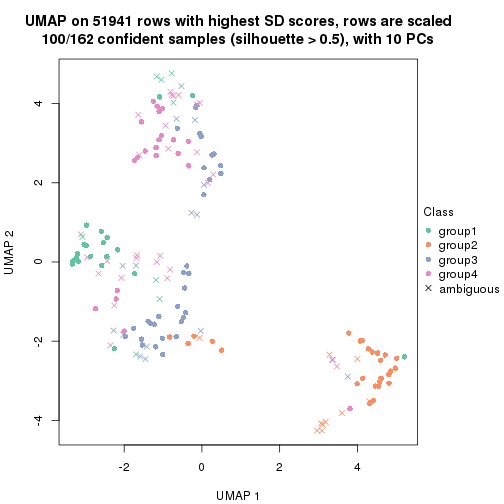 UMAP on 51941 rows with highest SD scores, rows are scaled
100/162 confident samples (silhouette > 0.5), with 10 PCs
4
2
0
-2
-4
UMAP 2
-2
0
2
4
UMAP 1
Class
group1
group2
group3
group4
ambiguous